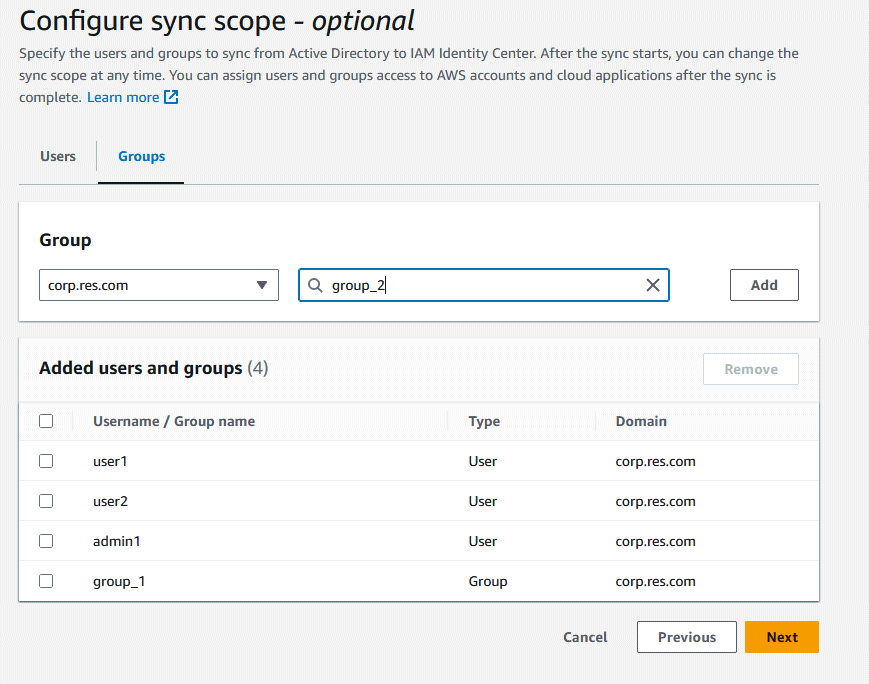 Configure sync scope - optional
Specify the users and groups to sync from Active Directory to IAM Identity Center. After the sync starts, you can change the
sync scope at any time. You can assign users and groups access to AWS accounts and cloud applications after the sync is
complete. Learn more
Users Groups
Group
corp.res.com group_2 Add
Added users and groups (4) Remove
Username / Group name Type Domain
user1 User corp.res.com
user2 User corp.res.com
admin1 User corp.res.com
group_1 Group corp.res.com
Cancel Previous Next